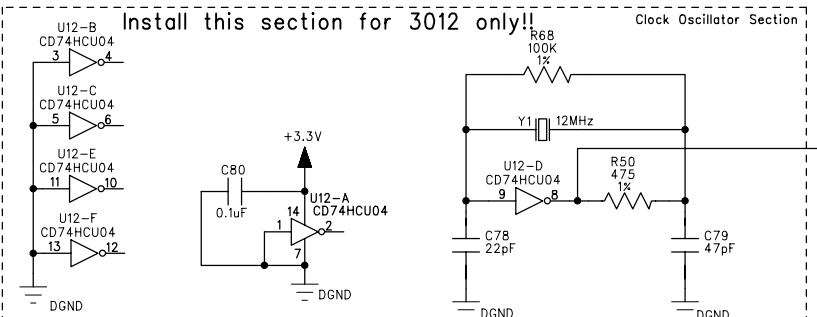 Install this section for 3012 only!!
Clock Oscillator Section
U12-B
CD74HCU04
3
4
U12-C
CD74HCU04
5
6
U12-E
CD74HCU04
11
10
U12-F
CD74HCU04
13
12
DGND
+3.3V
C80
0.1uF
U12-A
CD74HCU04
14
1
2
7
DGND
R68
100K
1%
Y1
12MHz
U12-D
CD74HCU04
9
8
R50
475
1%
C78
22pF
C79
47pF
DGND
DGND